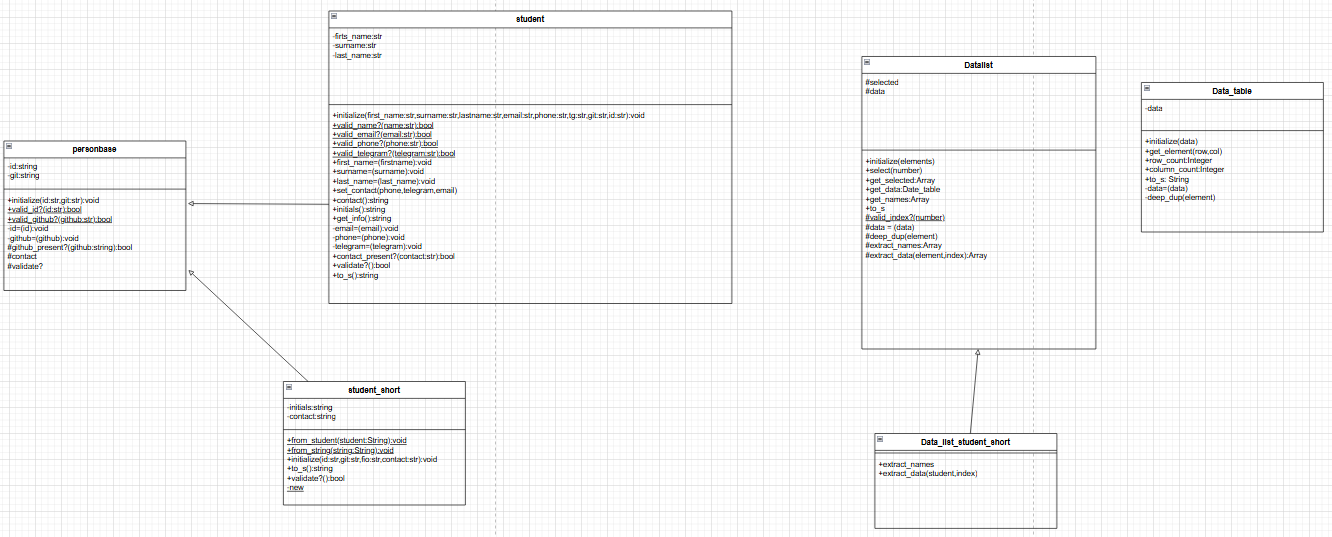 student
-firts_name:str
-surname:str
-last_name:str
+initialize(first_name:str,surname:str,lastname:str,email:str,phone:str,tg:str,git:str,id:str):void
+valid_name?(name:str):bool
+valid_email?(email:str):bool
+valid_phone?(phone:str):bool
+valid_telegram?(telegram:str):bool
+first_name=(firstname):void
+surname=(surname):void
+last_name=(last_name):void
+set_contact(phone,telegram,email)
+contact():string
+initials():string
+get_info():string
-email=(email):void
-phone=(phone):void
-telegram=(telegram):void
+contact_present?(contact:str):bool
+validate?():bool
+to_s():string
personbase
-id:string
-git:string
+initialize(id:str,git:str):void
+valid_id?(id:str):bool
+valid_github?(github:str):bool
-id=(id):void
-github=(github):void
#github_present?(github:string):bool
#contact
#validate?
student_short
-initials:string
-contact:string
+from_student(student:String):void
+from_string(string:String):void
+initialize(id:str,git:str,fio:str,contact:str):void
+to_s():string
+validate?():bool
-new
Datalist
#selected
#data
+initialize(elements)
+select(number)
+get_selected:Array
+get_data:Date_table
+get_names:Array
+to_s
#valid_index?(number)
#data = (data)
#deep_dup(element)
#extract_names:Array
#extract_data(element,index):Array
Data_table
-data
+initialize(data)
+get_element(row,col)
+row_count:Integer
+column_count:Integer
+to_s: String
-data=(data)
-deep_dup(element)
Data_list_student_short
+extract_names
+extract_data(student,index)